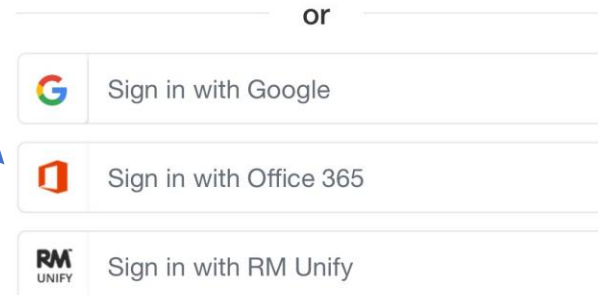 or
Sign in with Google
Sign in with Office 365
RM
UNIFY
Sign in with RM Unify